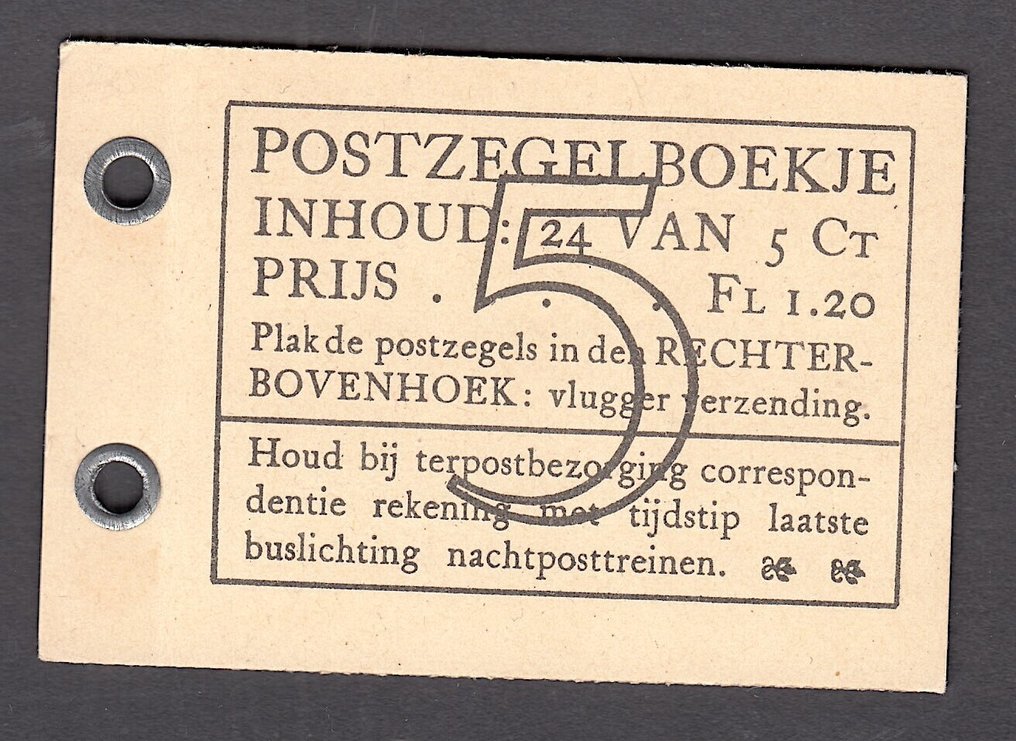 POSTZEGELBOEKJE
INHOUD: 24 VAN 5 CT
PRIJS . . . FL 1.20
Plak de postzegels in den RECHTER-
BOVENHOEK: vlugger verzending.
Houd bij terpostbezorging correspon-
dentie rekening met tijdstip laatste
buslichting nachtposttreinen.
5